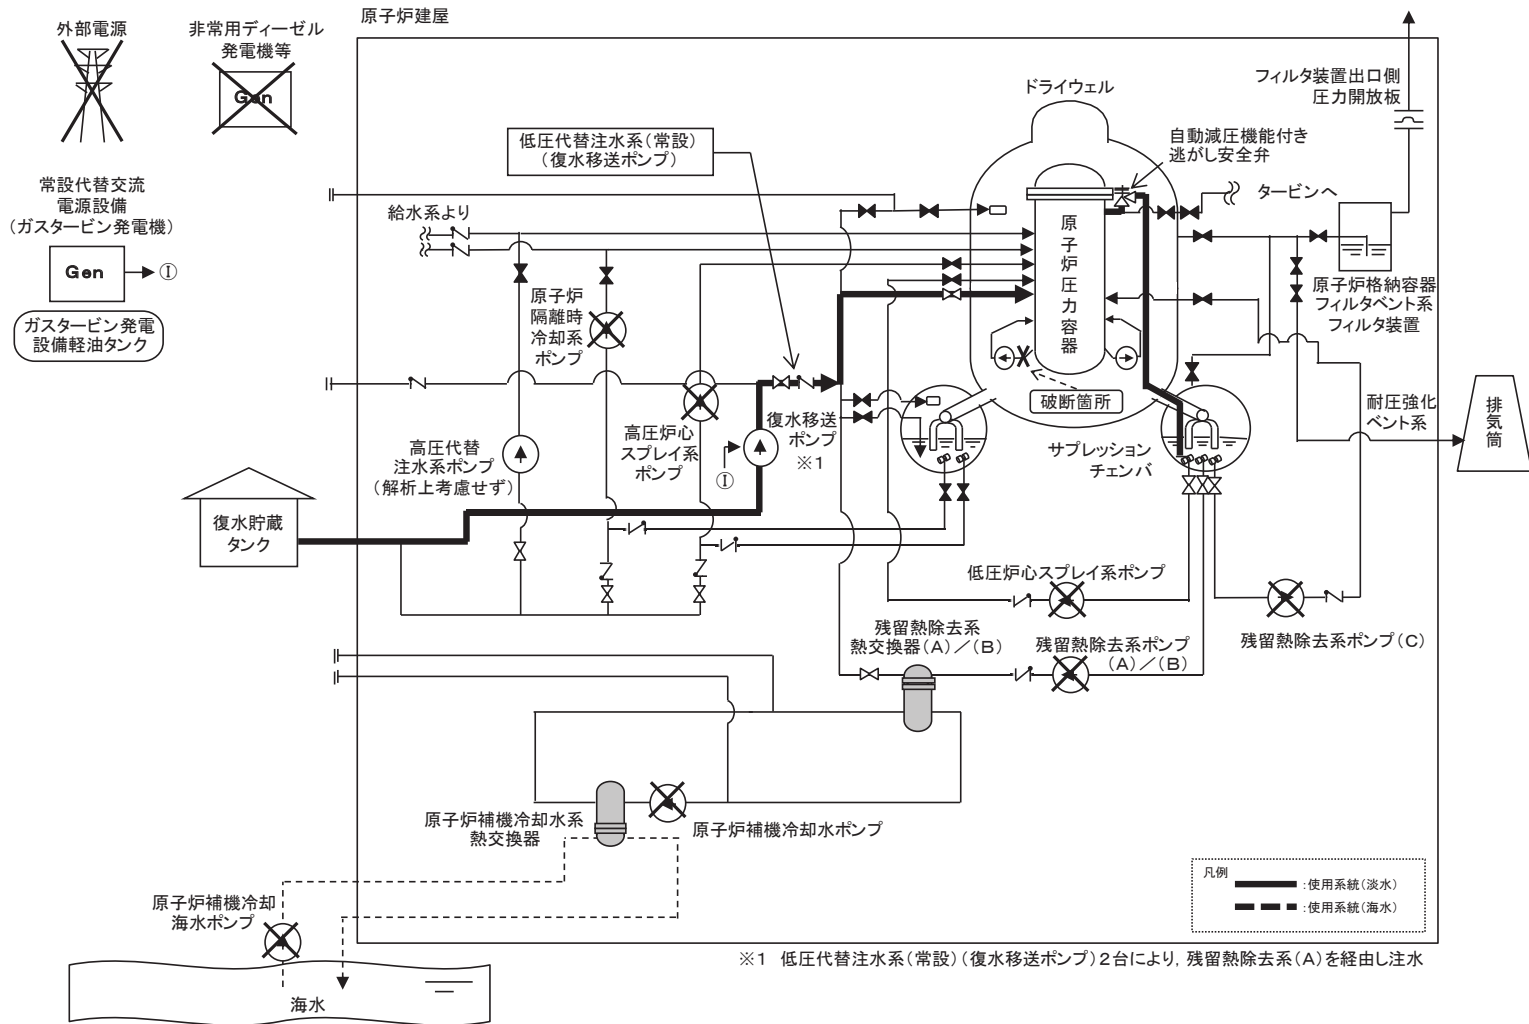 原子炉建屋
外部電源
非常用ディーゼル
発電機等
Gen
常設代替交流
電源設備
(ガスタービン発電機)
Gen
Ⓘ
ガスタービン発電
設備軽油タンク
低圧代替注水系(常設)
(復水移送ポンプ)
ドライウェル
自動減圧機能付き
逃がし安全弁
フィルタ装置出口側
圧力開放板
タービンへ
給水系より
原子炉圧力容器
原子炉格納容器
フィルタベント系
フィルタ装置
原子炉
隔離時
冷却系
ポンプ
破断箇所
耐圧強化
ベント系
排気筒
高圧代替
注水系ポンプ
(解析上考慮せず)
高圧炉心
スプレイ系
ポンプ
復水移送
ポンプ
※1
Ⓘ
サプレッション
チェンバ
復水貯蔵
タンク
低圧炉心スプレイ系ポンプ
残留熱除去系
熱交換器(A)/(B)
残留熱除去系ポンプ
(A)/(B)
残留熱除去系ポンプ(C)
原子炉補機冷却水系
熱交換器
原子炉補機冷却水ポンプ
原子炉補機冷却
海水ポンプ
海水
凡例
:使用系統(淡水)
:使用系統(海水)
※1 低圧代替注水系(常設)(復水移送ポンプ)2台により,残留熱除去系(A)を経由し注水